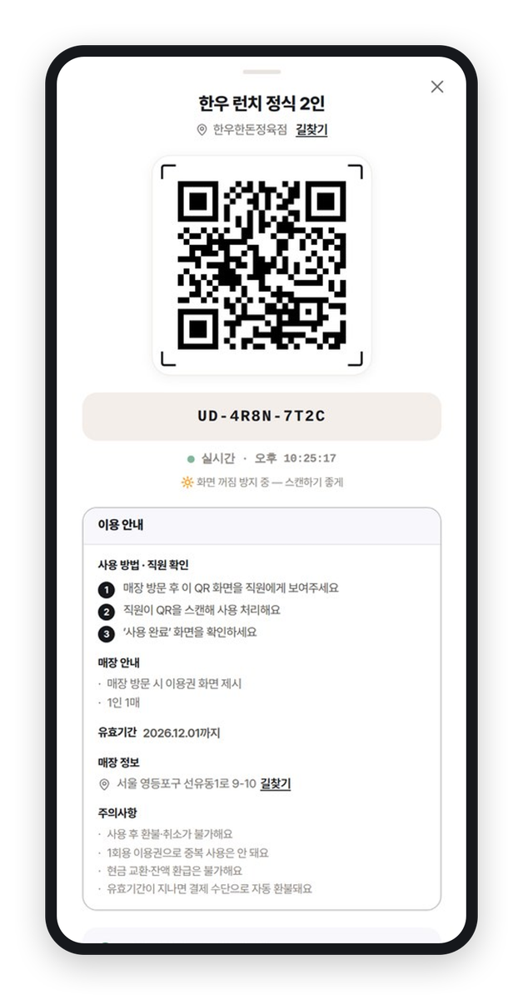 한우 런치 정식 2인
한우한돈정육점 길찾기
UD-4R8N-7T2C
실시간 · 오후 10:25:17
화면 꺼짐 방지 중 — 스캔하기 좋게
이용 안내
사용 방법 · 직원 확인
1 매장 방문 후 이 QR 화면을 직원에게 보여주세요
2 직원이 QR을 스캔해 사용 처리해요
3 ‘사용 완료’ 화면을 확인하세요
매장 안내
· 매장 방문 시 이용권 화면 제시
· 1인 1매
유효기간 2026.12.01까지
매장 정보
서울 영등포구 선유동1로 9-10 길찾기
주의사항
· 사용 후 환불·취소가 불가해요
· 1회용 이용권으로 중복 사용은 안 돼요
· 현금 교환·잔액 환급은 불가해요
· 유효기간이 지나면 결제 수단으로 자동 환불돼요